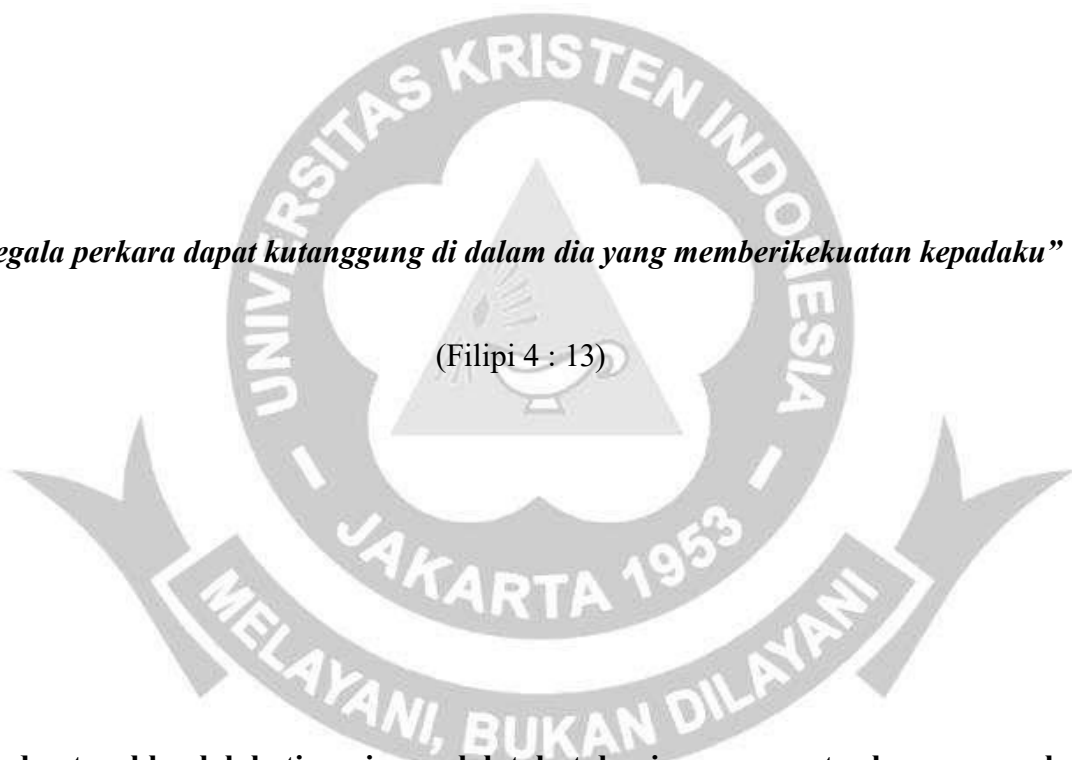 UNIVERSITAS KRISTEN INDONESIA
egala perkara dapat kutanggung di dalam dia yang memberikekuatan kepadaku”
(Filipi 4 : 13)
JAKARTA 1953
MELAYANI, BUKAN DILAYANI